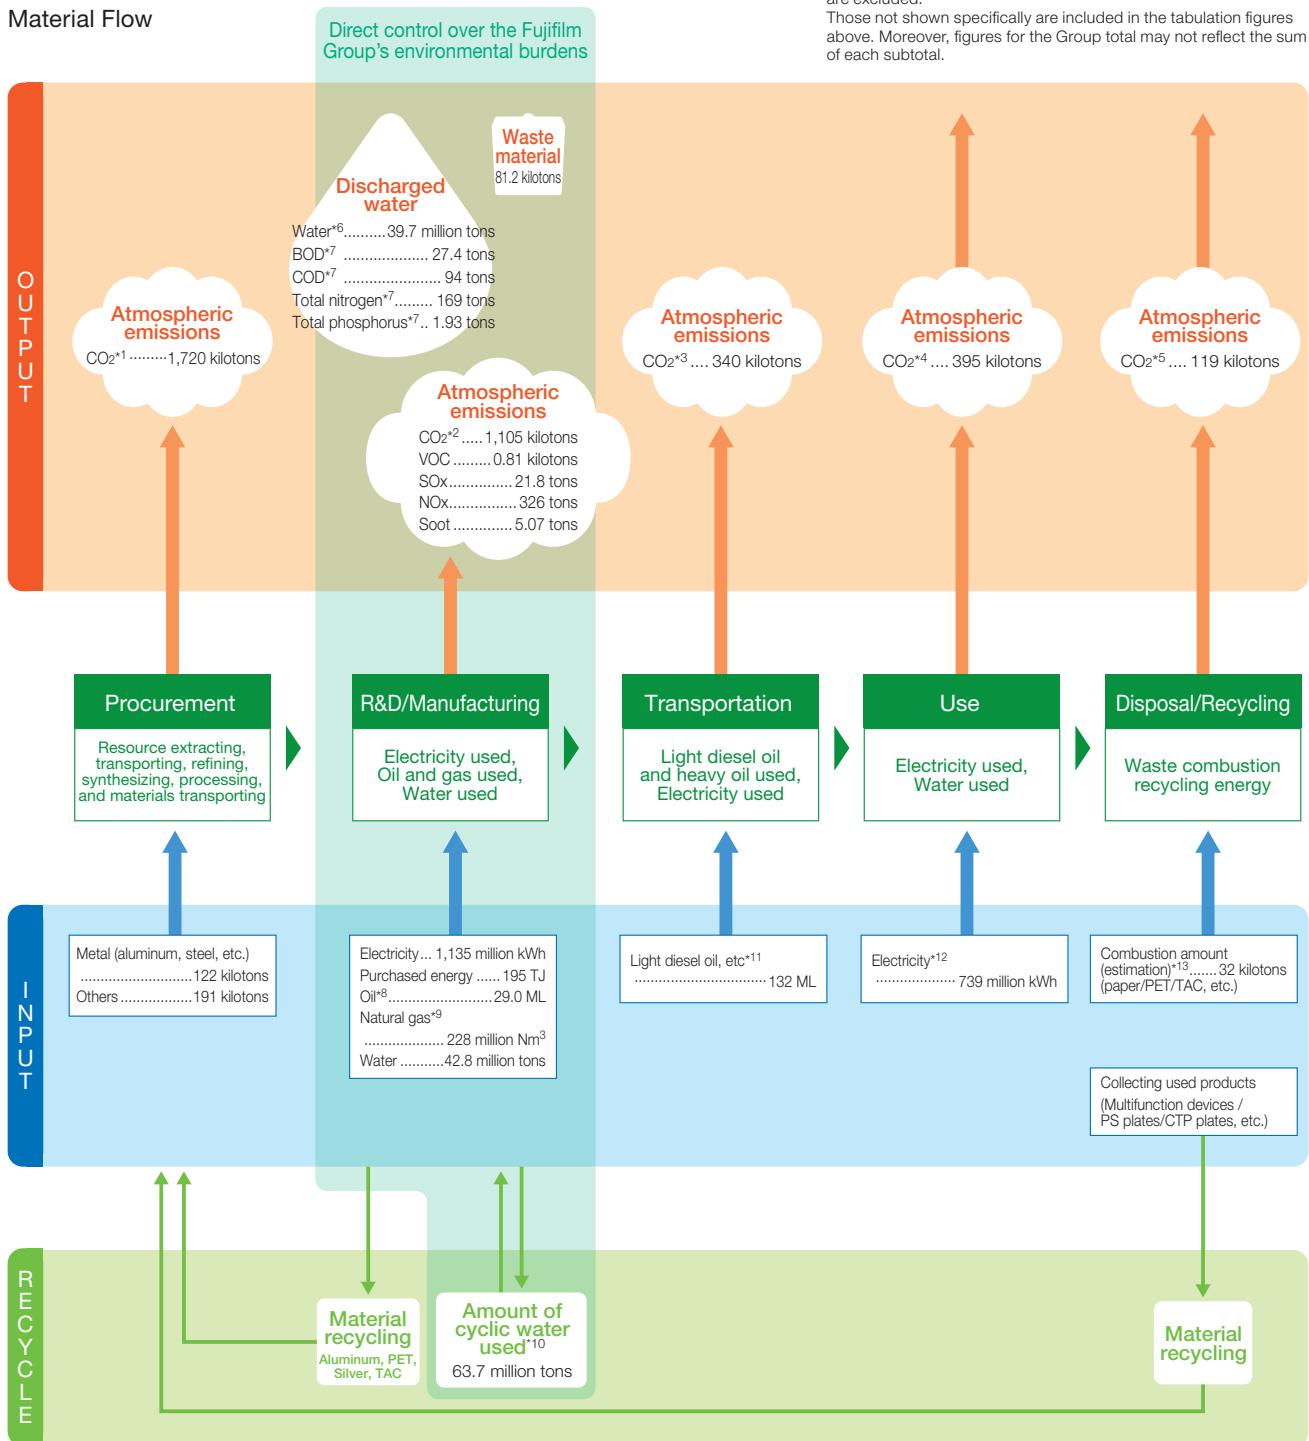 are excluded.
Those not shown specifically are included in the tabulation figures
above. Moreover, figures for the Group total may not reflect the sum
of each subtotal.
Material Flow
Direct control over the Fujifilm
Group's environmental burdens
OUTPUT
Waste
material
81.2 kilotons
Discharged
water
Water*6..........39.7 million tons
BOD*7 .................... 27.4 tons
COD*7 ....................... 94 tons
Total nitrogen*7......... 169 tons
Total phosphorus*7.. 1.93 tons
Atmospheric
emissions
CO2*1 ·········1,720 kilotons
Atmospheric
emissions
CO2*2 ..... 1,105 kilotons
VOC ......... 0.81 kilotons
SOx............... 21.8 tons
NOx................ 326 tons
Soot .............. 5.07 tons
Atmospheric
emissions
CO2*3 .... 340 kilotons
Atmospheric
emissions
CO2*4 .... 395 kilotons
Atmospheric
emissions
CO2*5 .... 119 kilotons
Procurement
Resource extracting,
transporting, refining,
synthesizing, processing,
and materials transporting
R&D/Manufacturing
Electricity used,
Oil and gas used,
Water used
Transportation
Light diesel oil
and heavy oil used,
Electricity used
Use
Electricity used,
Water used
Disposal/Recycling
Waste combustion
recycling energy
INPUT
Metal (aluminum, steel, etc.)
..........................122 kilotons
Others .................191 kilotons
Electricity... 1,135 million kWh
Purchased energy ...... 195 TJ
Oil*8.........................29.0 ML
Natural gas*9
................... 228 million Nm3
Water ...........42.8 million tons
Light diesel oil, etc*11
································ 132 ML
Electricity*12
···················· 739 million kWh
Combustion amount
(estimation)*13....... 32 kilotons
(paper/PET/TAC, etc.)
Collecting used products
(Multifunction devices /
PS plates/CTP plates, etc.)
RECYCLE
Material
recycling
Aluminum, PET,
Silver, TAC
Amount of
cyclic water
used*10
63.7 million tons
Material
recycling